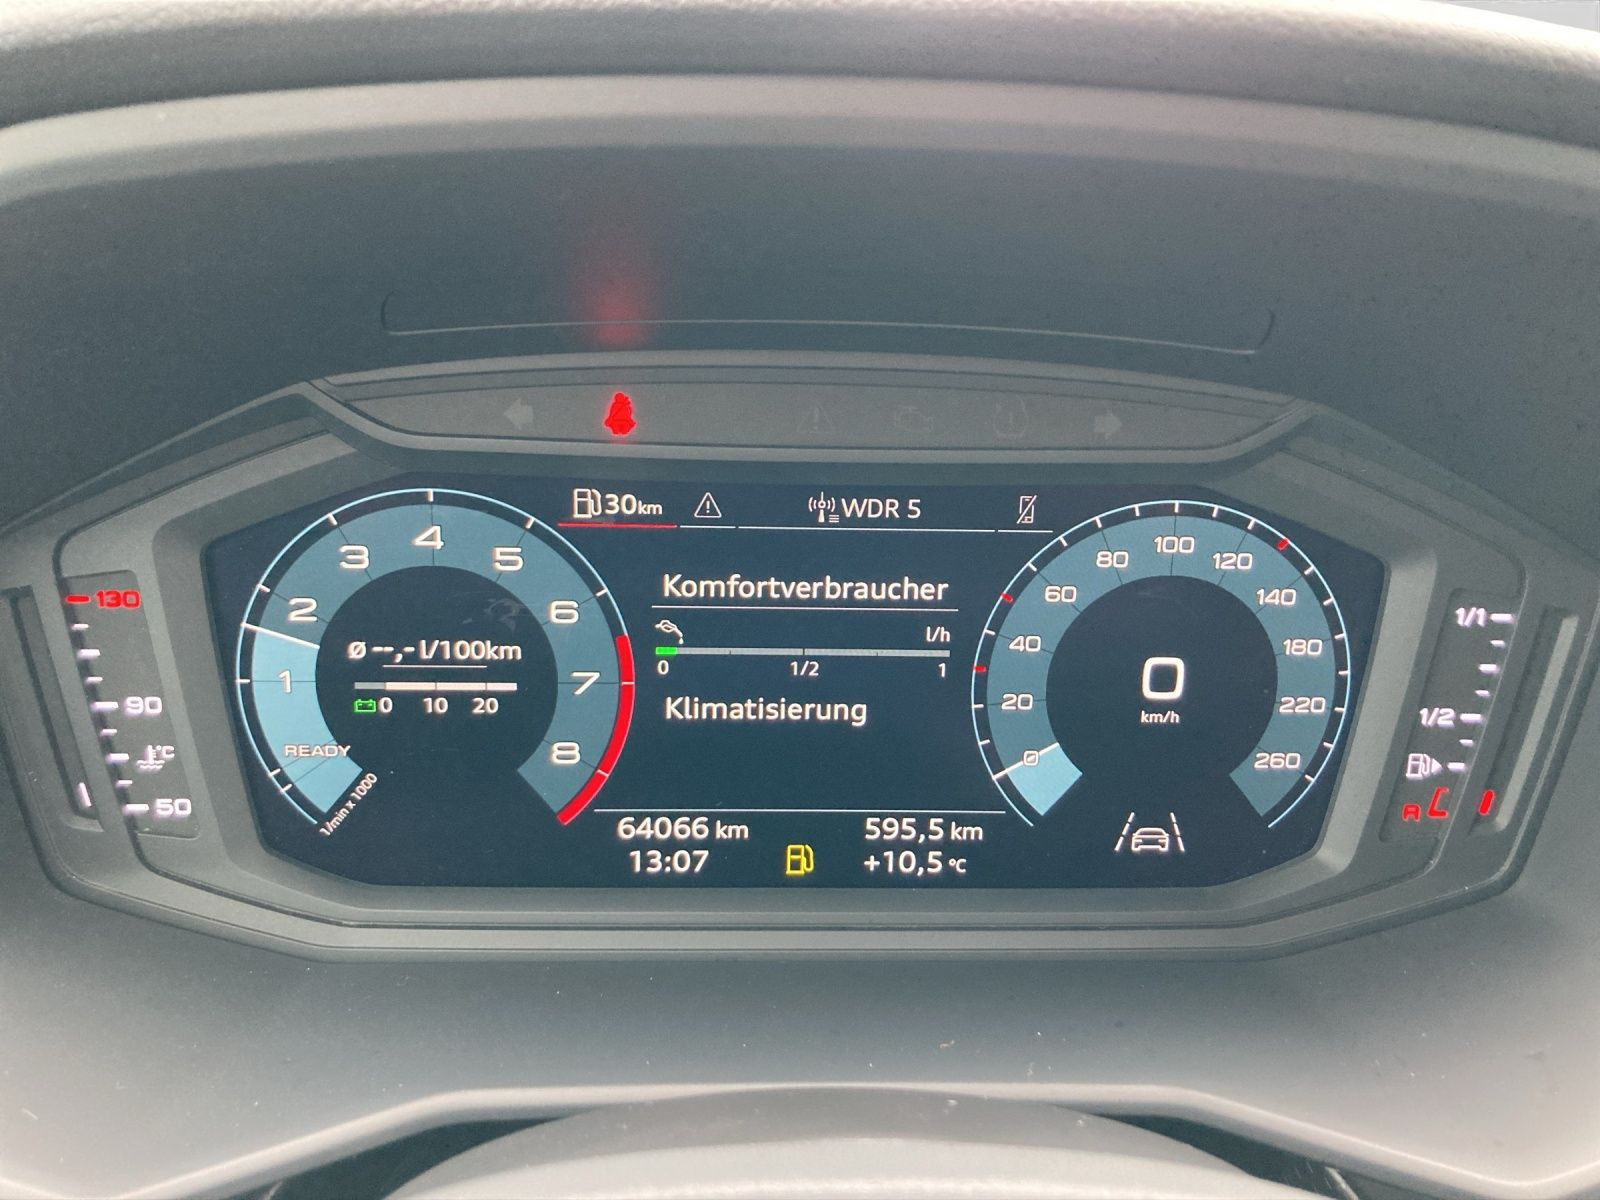 30km
WDR 5
Komfortverbraucher
l/h
0 1/2 1
Klimatisierung
ø --,- l/100km
0 10 20
1 2 3 4 5 6 7 8
READY
1/min x 1000
0 20 40 60 80 100 120 140 180 220 260
0
km/h
64066 km
595,5 km
13:07
+10,5 °C
130
90
°C
50
1/1
1/2
R